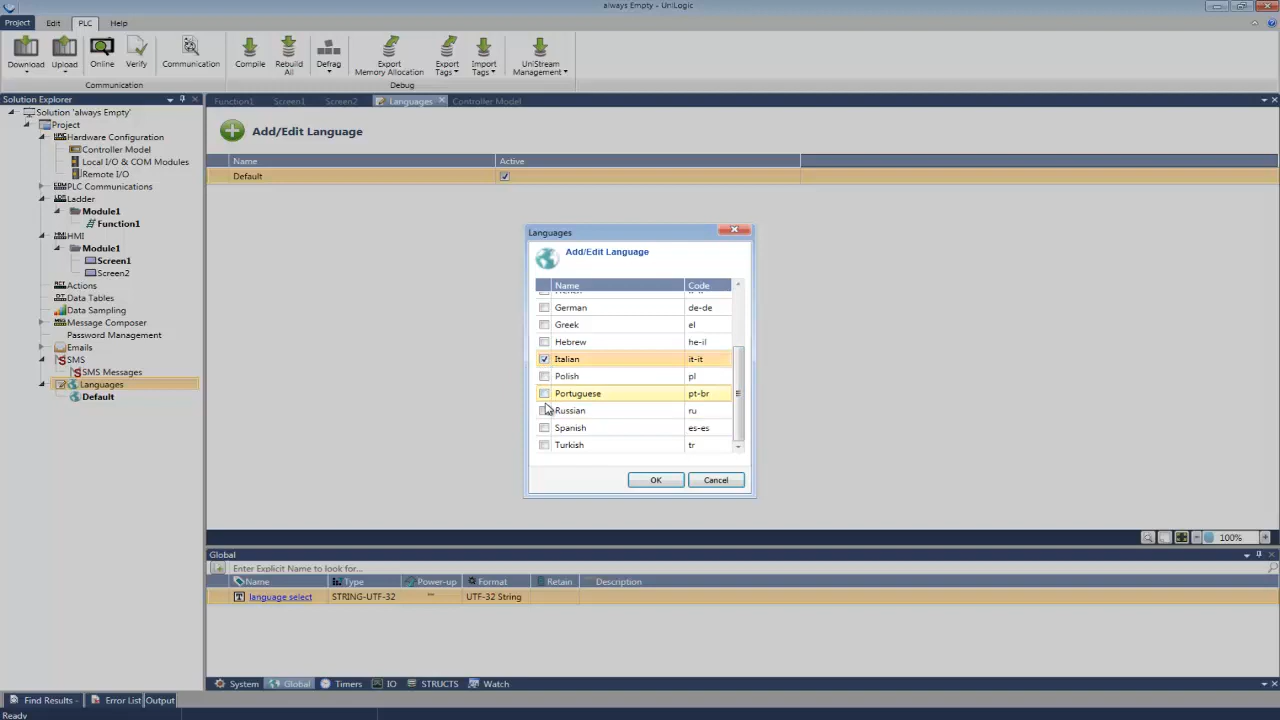 always Empty - UniLogic
Project Edit PLC Help
Download Upload Online Verify Communication Compile Rebuild All Defrag Export Memory Allocation Export Tags Import Tags UniStream Management
Communication Debug
Solution Explorer
Function1 Screen1 Screen2 Languages Controller Model
Solution 'always Empty'
Project
Hardware Configuration
Controller Model
Local I/O & COM Modules
Remote I/O
PLC Communications
Ladder
Module1
Function1
HMI
Module1
Screen1
Screen2
Actions
Data Tables
Data Sampling
Message Composer
Password Management
Emails
SMS
SMS Messages
Languages
Default
Add/Edit Language
Name Active
Default
Languages
Add/Edit Language
Name Code
German de-de
Greek el
Hebrew he-il
Italian it-it
Polish pl
Portuguese pt-br
Russian ru
Spanish es-es
Turkish tr
OK Cancel
100%
Global
Enter Explicit Name to look for...
Name Type Power-up Format Retain Description
language select STRING-UTF-32 UTF-32 String
System Global Timers IO STRUCTS Watch
Find Results Error List Output
Ready